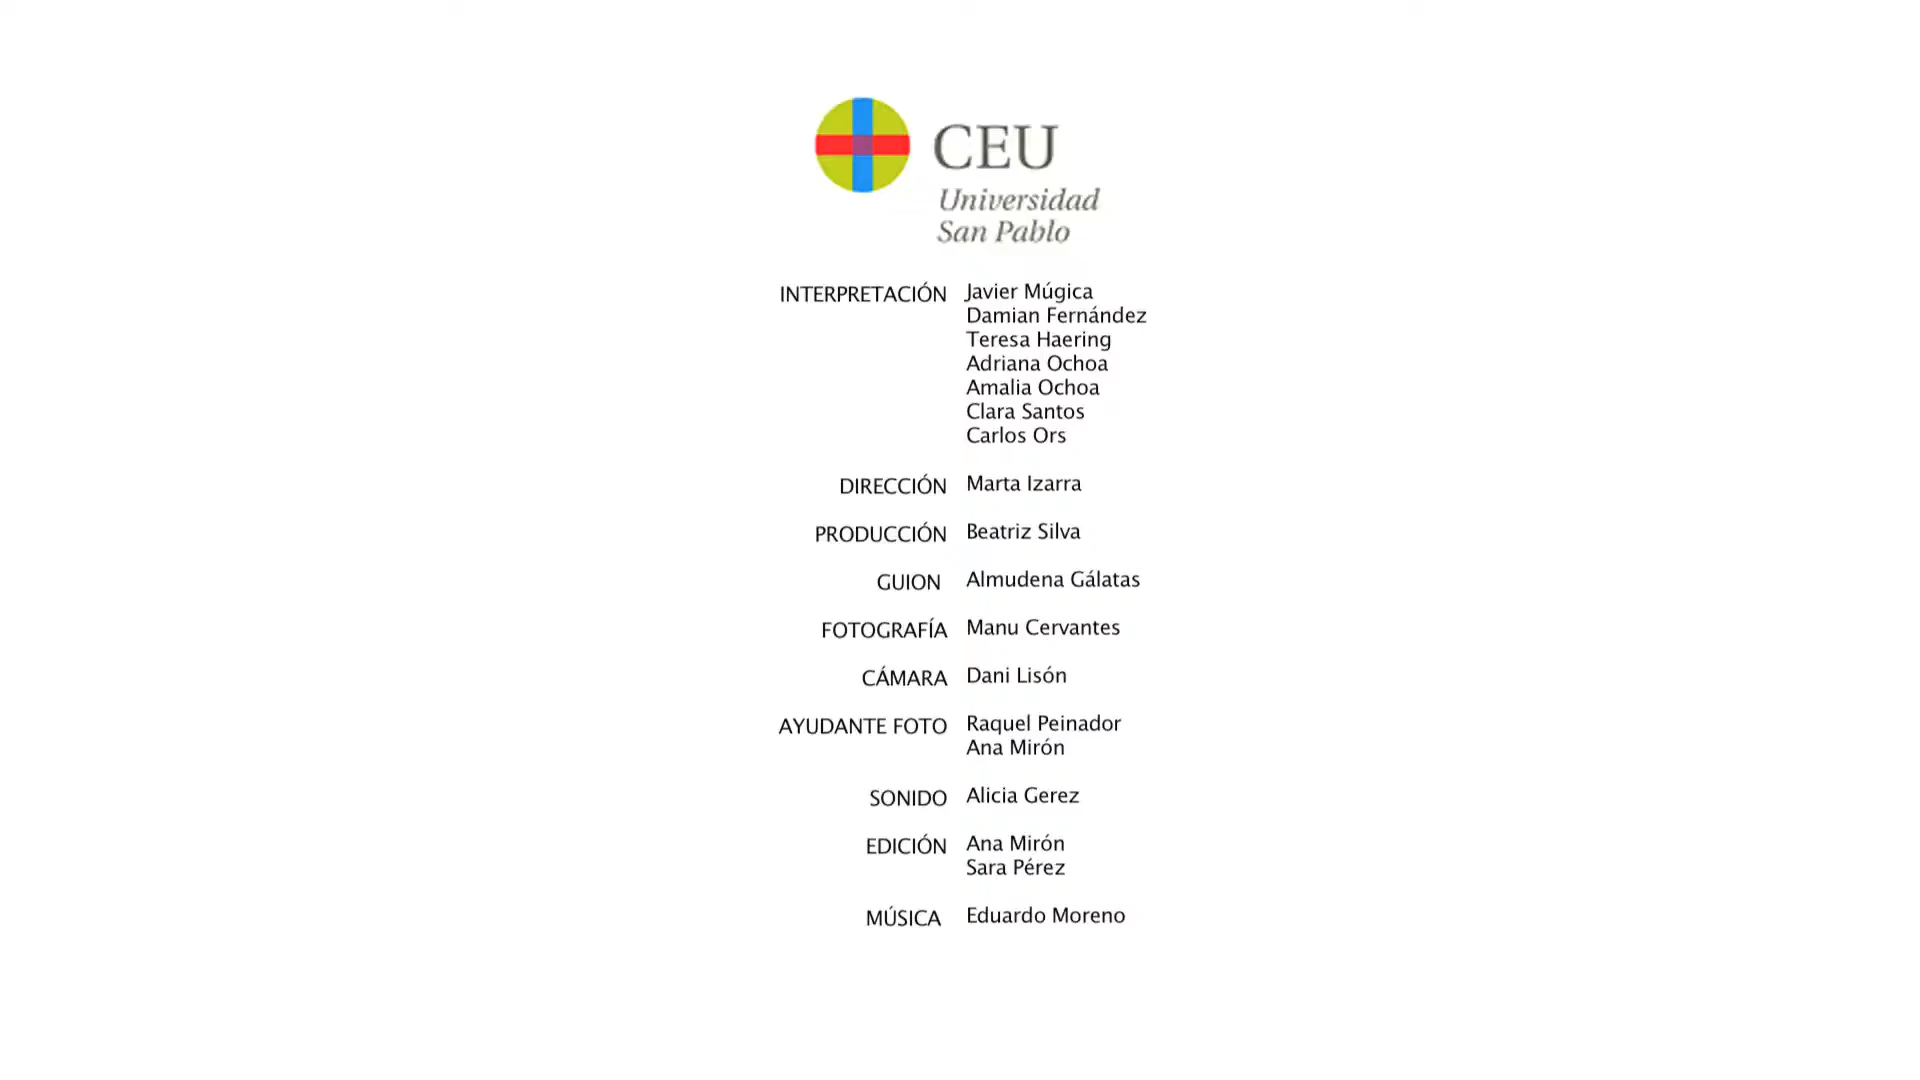 CEU
Universidad
San Pablo
INTERPRETACIÓN Javier Múgica
Damian Fernández
Teresa Haering
Adriana Ochoa
Amalia Ochoa
Clara Santos
Carlos Ors
DIRECCIÓN Marta Izarra
PRODUCCIÓN Beatriz Silva
GUION Almudena Gálatas
FOTOGRAFÍA Manu Cervantes
CÁMARA Dani Lisón
AYUDANTE FOTO Raquel Peinador
Ana Mirón
SONIDO Alicia Gerez
EDICIÓN Ana Mirón
Sara Pérez
MÚSICA Eduardo Moreno